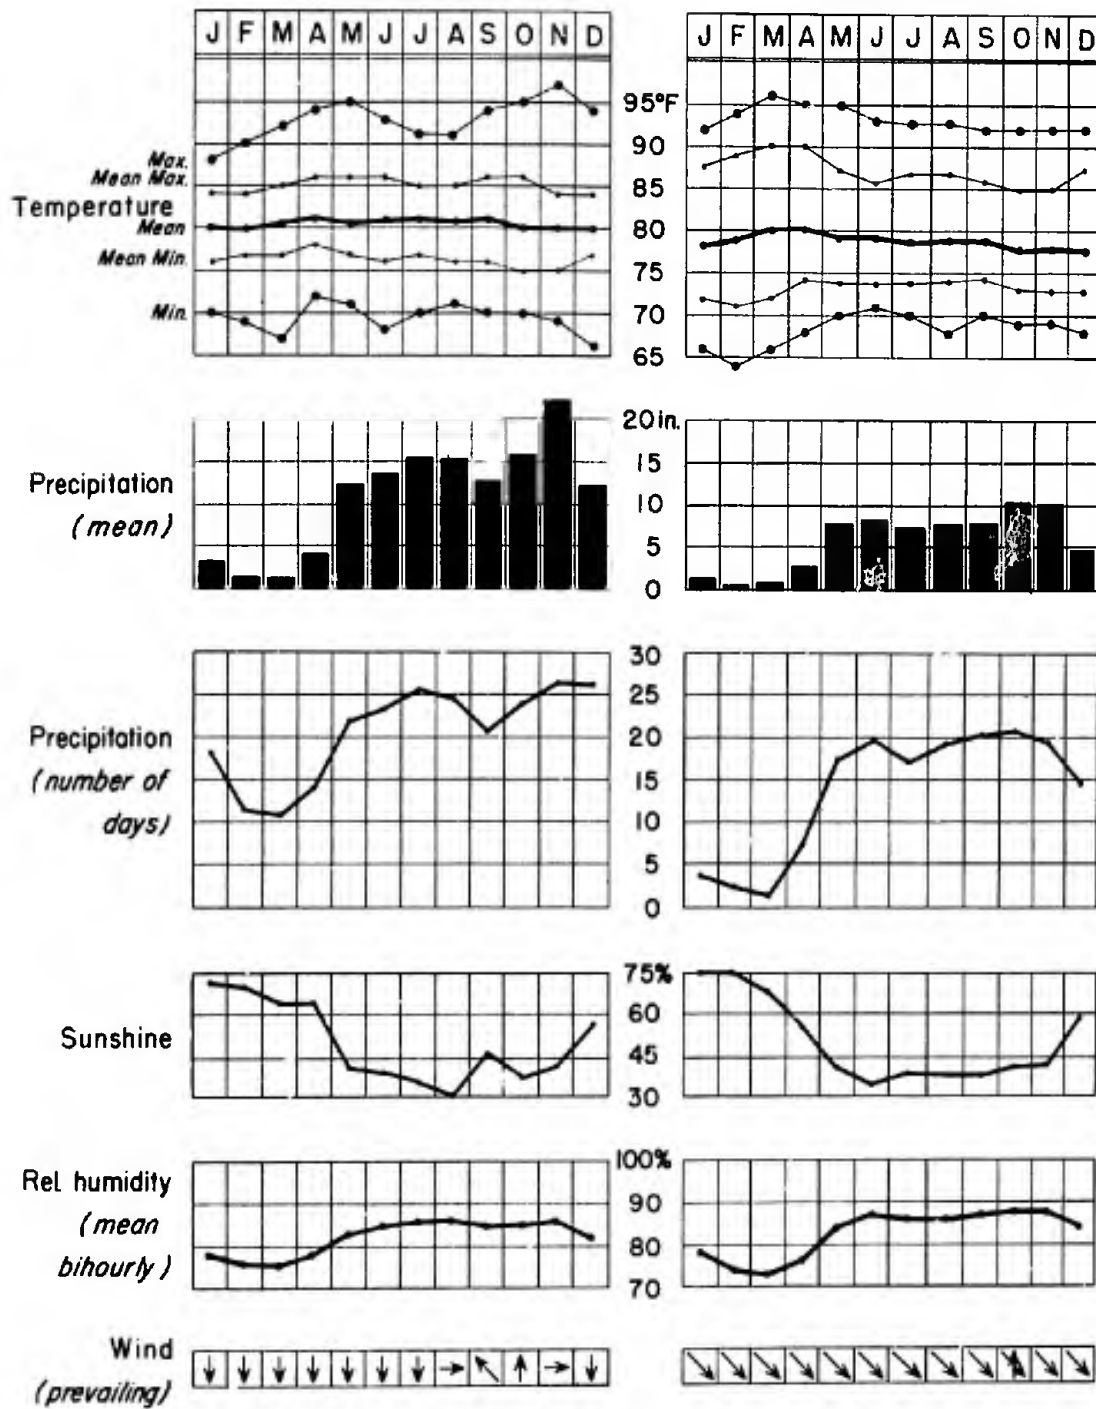 J F M A M J J A S O N D
J F M A M J J A S O N D
95°F
90
Max.
Mean Max.
85
Temperature
Mean
80
Mean Min.
75
Min.
70
65
20 in.
15
Precipitation
(mean)
10
5
0
30
25
Precipitation
20
(number of
15
days)
10
5
0
75%
60
Sunshine
45
30
100%
Rel. humidity
90
(mean
80
bihourly)
70
Wind
(prevailing)